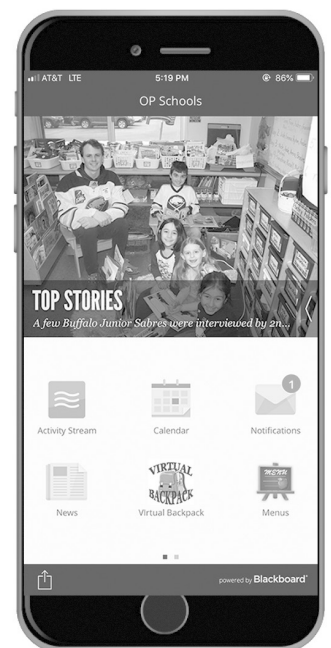 AT&T LTE 5:19 PM 86%
OP Schools
TOP STORIES
A few Buffalo Junior Sabres were interviewed by 2n...
Activity Stream Calendar 1 Notifications
VIRTUAL BACKPACK MENU
News Virtual Backpack Menus
powered by Blackboard